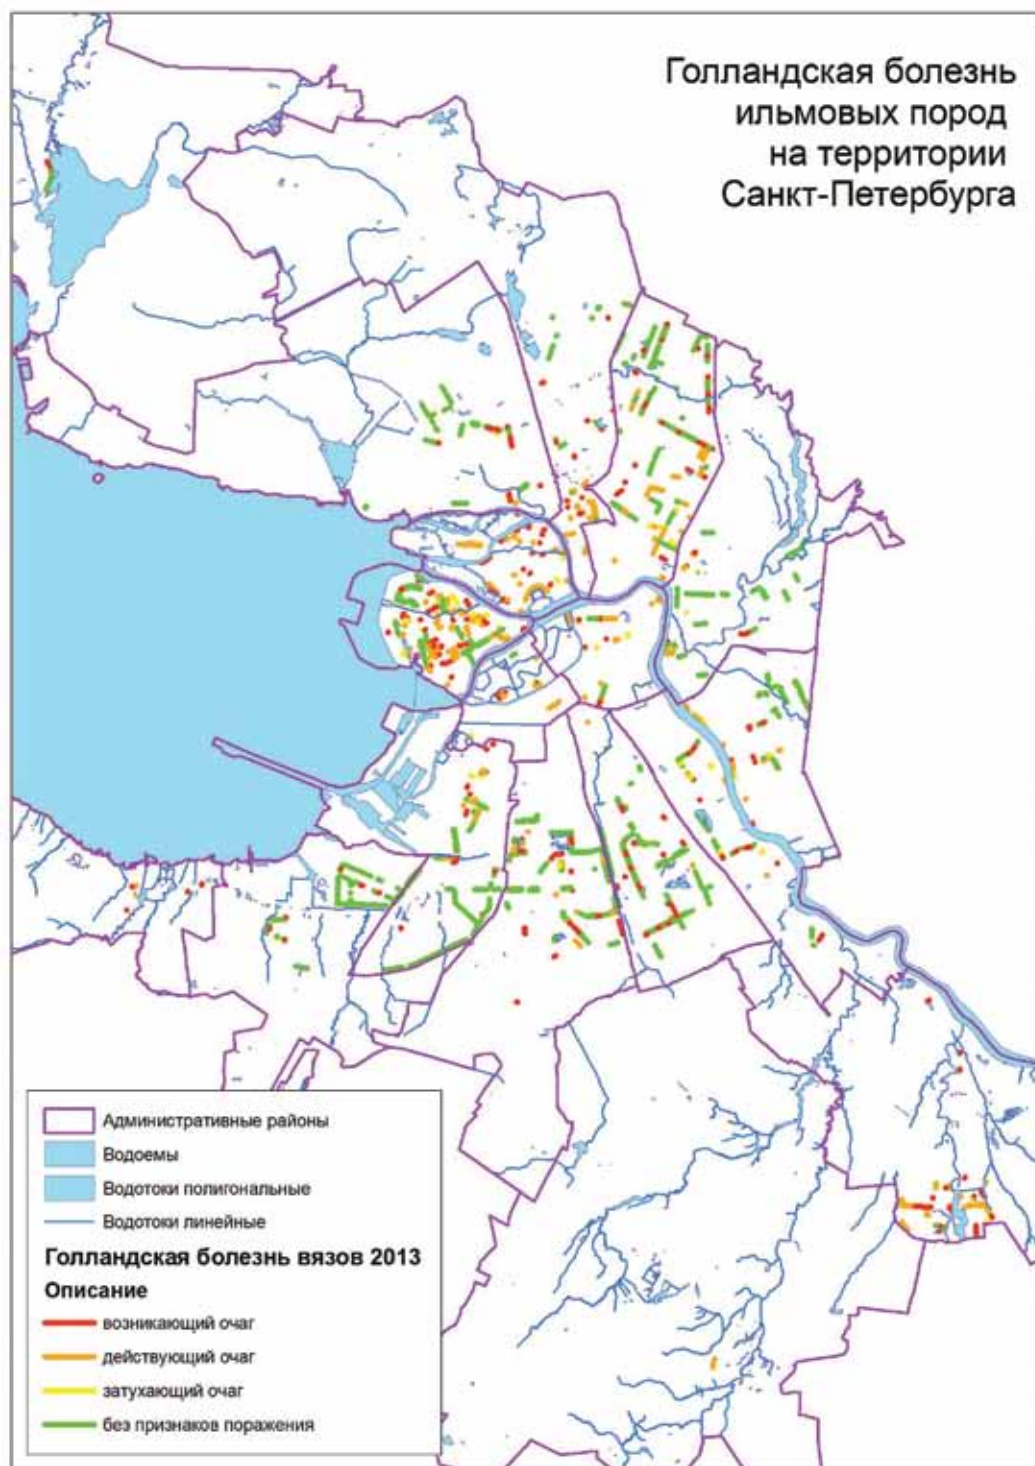 Голландская болезнь
ильмовых пород
на территории
Санкт-Петербурга
Административные районы
Водоемы
Водотоки полигональные
Водотоки линейные
Голландская болезнь вязов 2013
Описание
возникающий очаг
действующий очаг
затухающий очаг
без признаков поражения